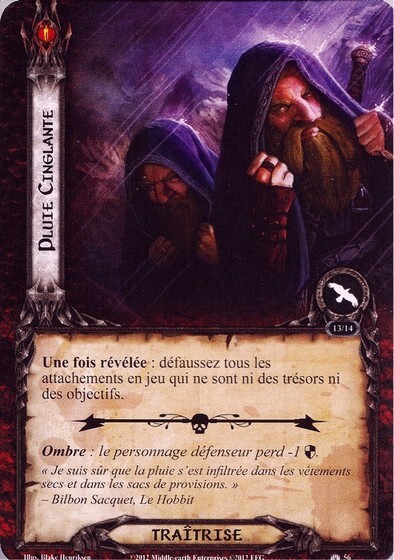 PLUIE CINGLANTE
13/14
Une fois révélée : défaussez tous les
attachements en jeu qui ne sont ni des trésors ni
des objectifs.
Ombre : le personnage défenseur perd -1 .
« Je suis sûr que la pluie s'est infiltrée dans les vêtements
secs et dans les sacs de provisions. »
– Bilbon Sacquet, Le Hobbit
TRAÎTRISE
Illus. Blake Henriksen
©2012 Middle-earth Enterprises ©2012 FFG
56